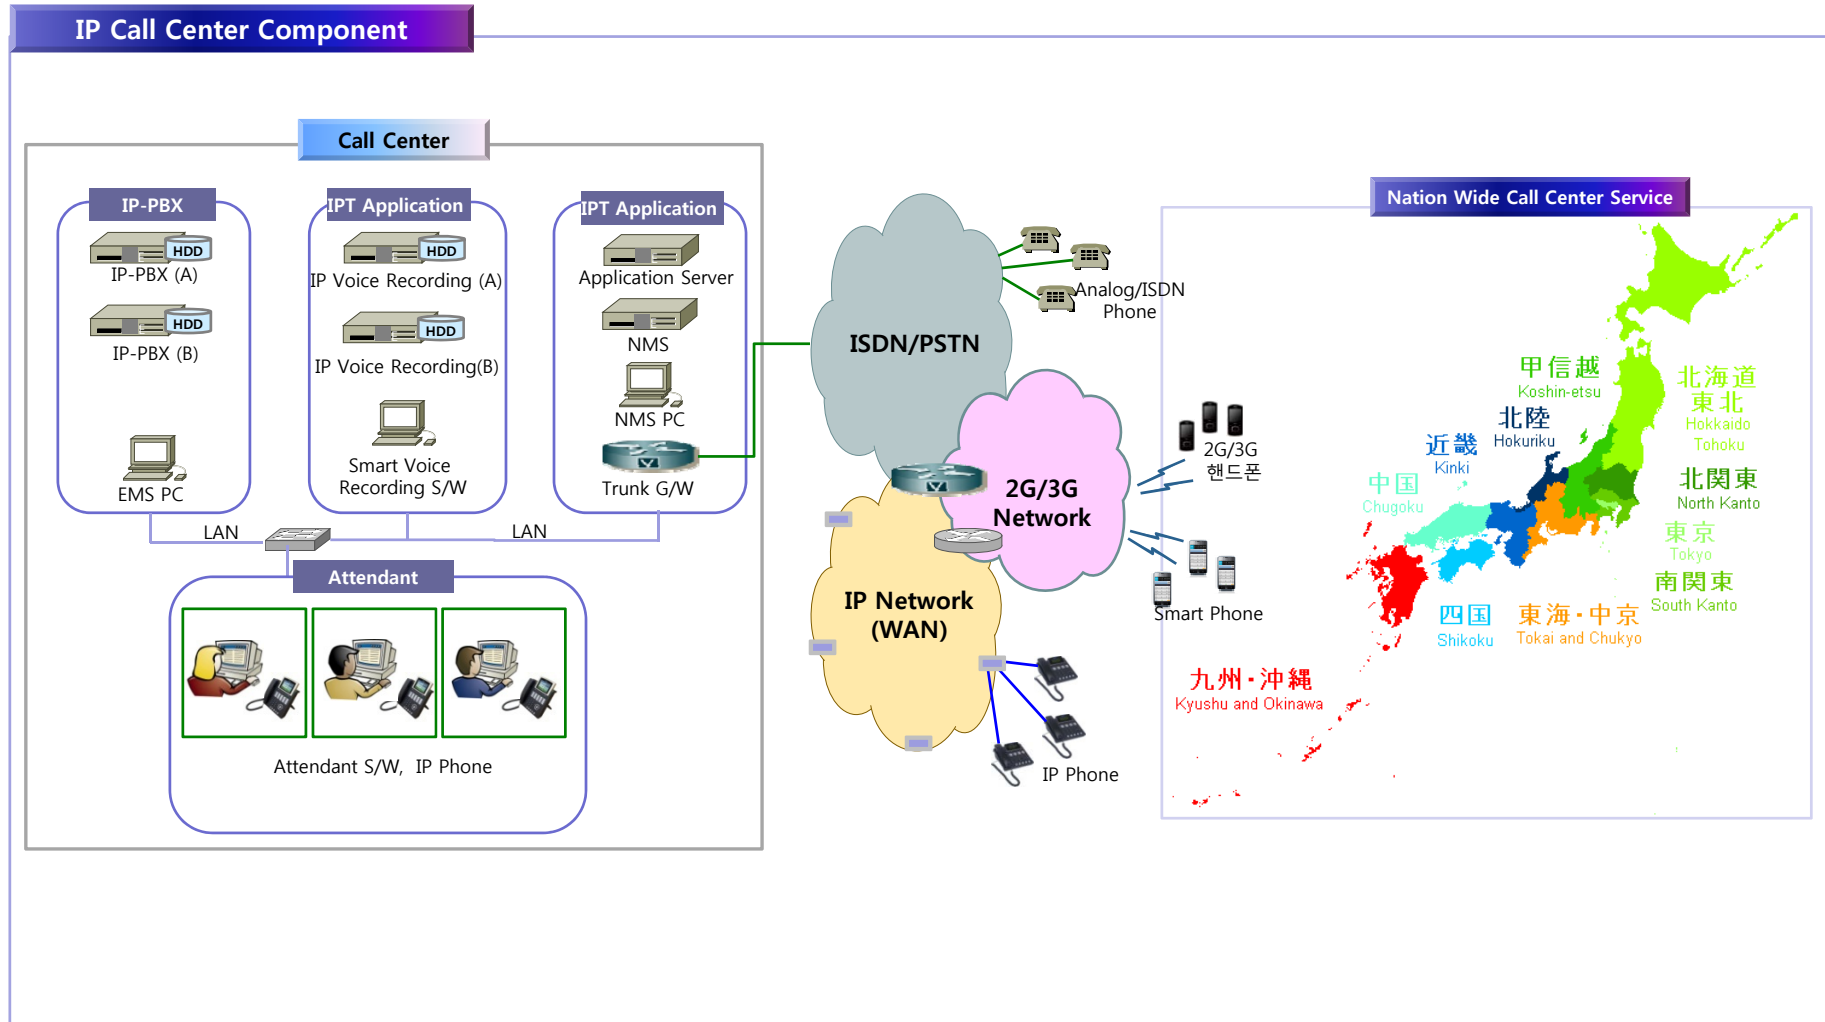 IP Call Center Component
Call Center
IP-PBX
HDD
IP-PBX (A)
HDD
IP-PBX (B)
EMS PC
IPT Application
HDD
IP Voice Recording (A)
HDD
IP Voice Recording(B)
Smart Voice
Recording S/W
IPT Application
Application Server
NMS
NMS PC
Trunk G/W
LAN
LAN
Attendant
Attendant S/W, IP Phone
ISDN/PSTN
Analog/ISDN
Phone
2G/3G
Network
2G/3G
핸드폰
Smart Phone
IP Network
(WAN)
IP Phone
Nation Wide Call Center Service
甲信越
Koshin-etsu
北海道
東北
Hokkaido
Tohoku
北陸
Hokuriku
近畿
Kinki
中国
Chugoku
北関東
North Kanto
東京
Tokyo
南関東
South Kanto
四国
Shikoku
東海・中京
Tokai and Chukyo
九州・沖縄
Kyushu and Okinawa